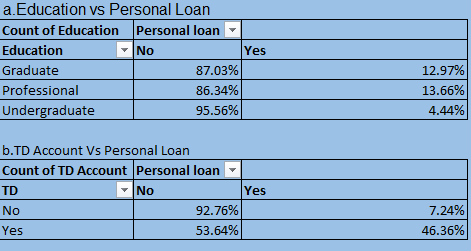 a.Education vs Personal Loan
Count of Education Personal loan
Education No Yes
Graduate 87.03% 12.97%
Professional 86.34% 13.66%
Undergraduate 95.56% 4.44%
b.TD Account Vs Personal Loan
Count of TD Account Personal loan
TD No Yes
No 92.76% 7.24%
Yes 53.64% 46.36%